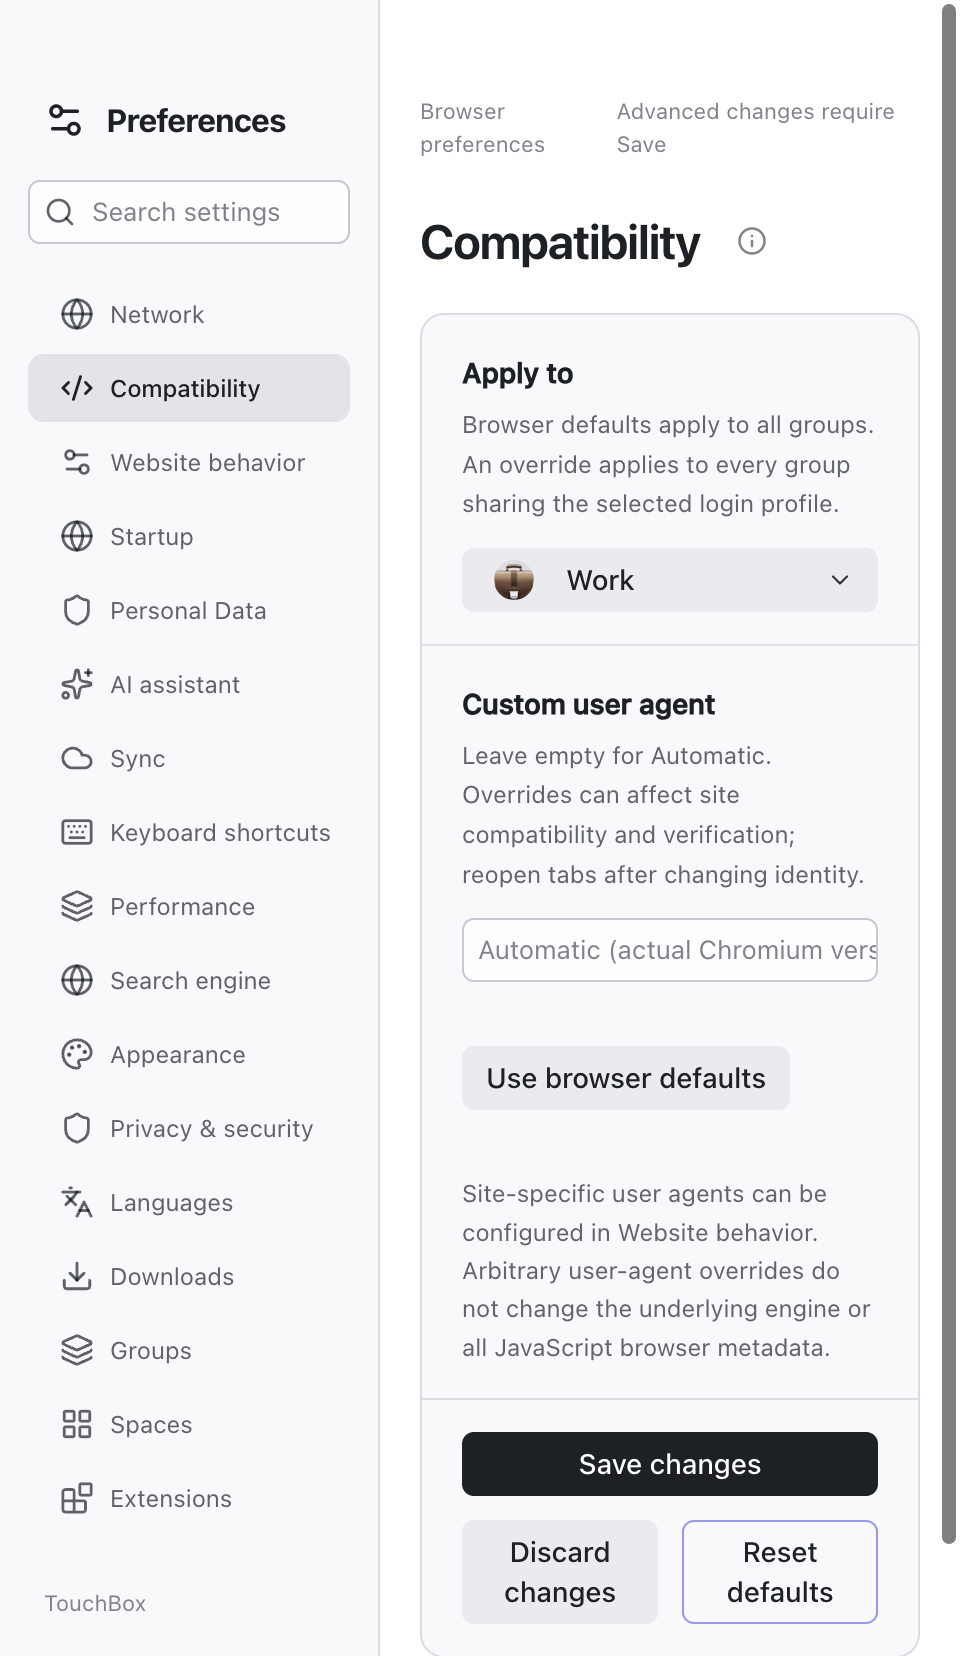 Preferences
Search settings
Network
Compatibility
Website behavior
Startup
Personal Data
AI assistant
Sync
Keyboard shortcuts
Performance
Search engine
Appearance
Privacy & security
Languages
Downloads
Groups
Spaces
Extensions
TouchBox
Browser
preferences
Advanced changes require
Save
Compatibility
Apply to
Browser defaults apply to all groups.
An override applies to every group
sharing the selected login profile.
Work
Custom user agent
Leave empty for Automatic.
Overrides can affect site
compatibility and verification;
reopen tabs after changing identity.
Automatic (actual Chromium vers
Use browser defaults
Site-specific user agents can be
configured in Website behavior.
Arbitrary user-agent overrides do
not change the underlying engine or
all JavaScript browser metadata.
Save changes
Discard
changes
Reset
defaults